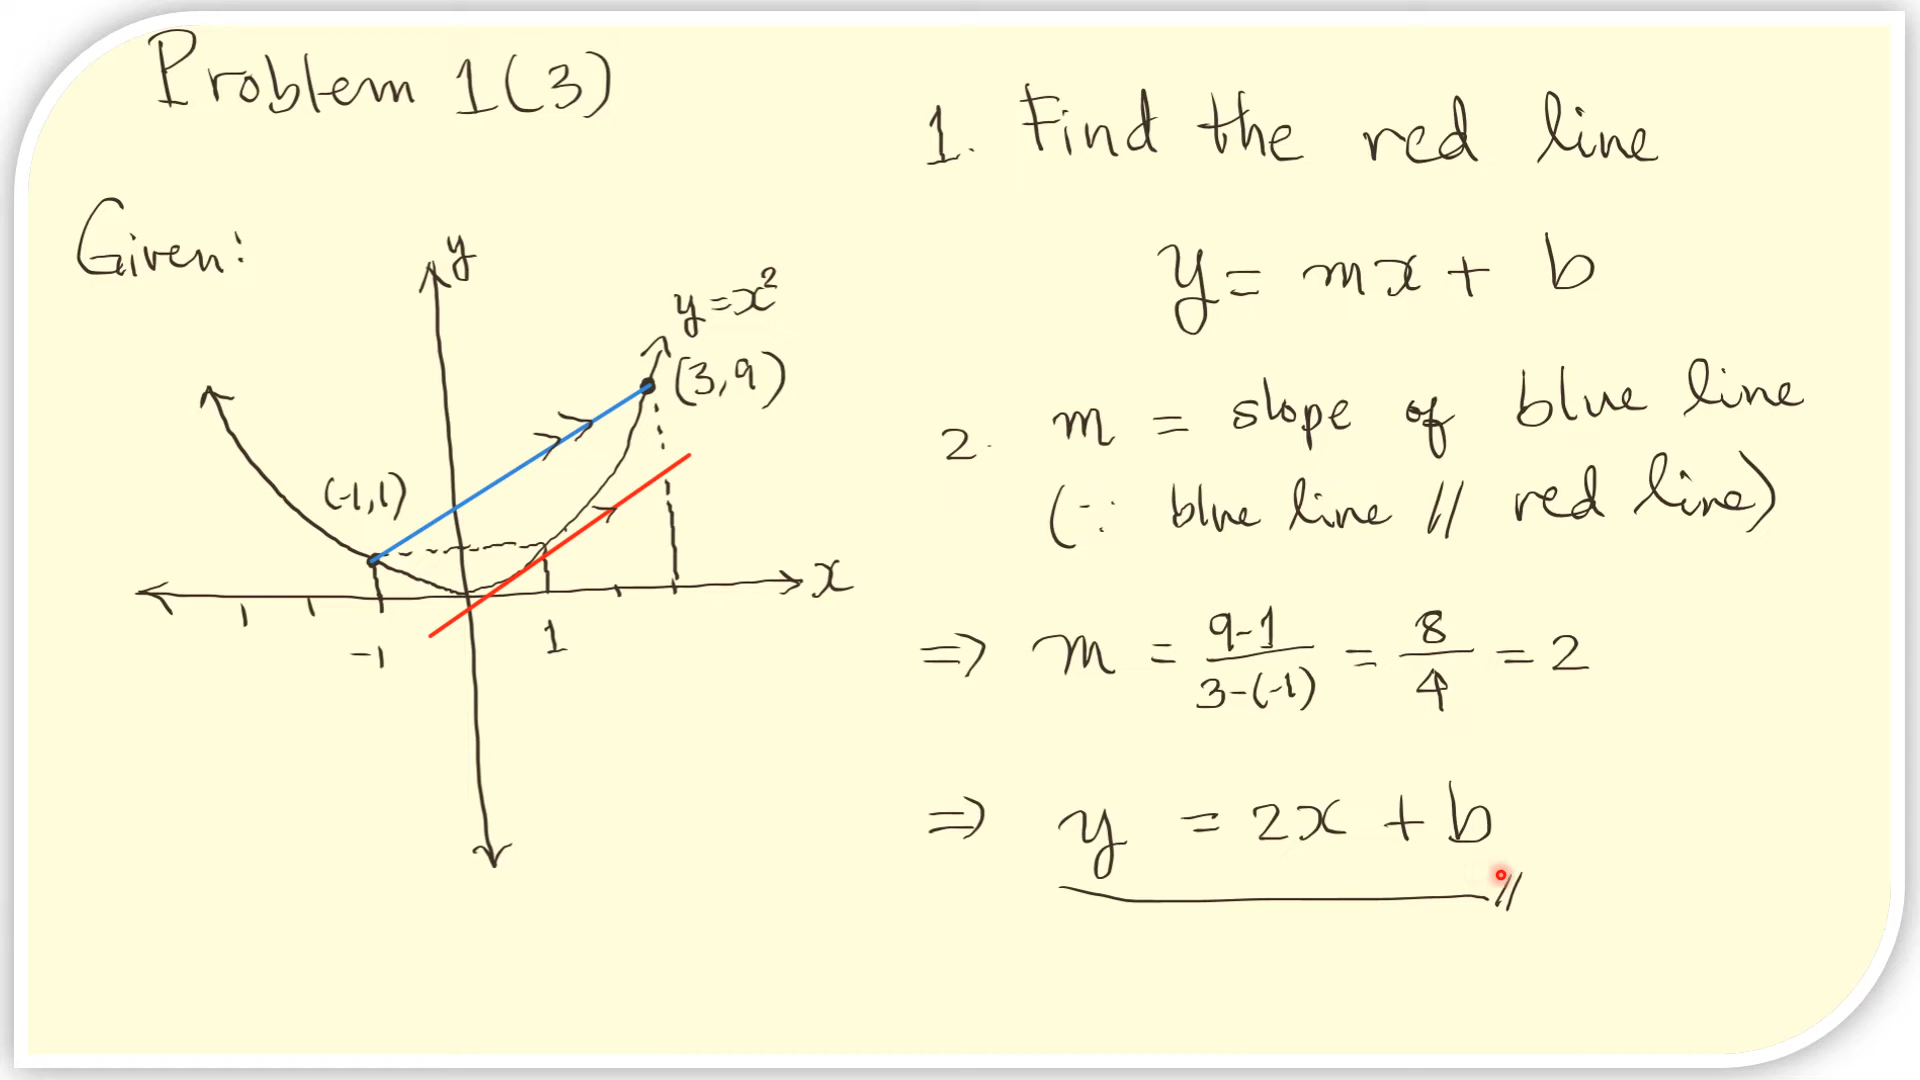 Problem 1(3)
Given:
y
y=x²
(3,9)
(-1,1)
x
-1
1
1. Find the red line
y = mx + b
2. m = slope of blue line
(∵ blue line // red line)
⇒ m = 9-1/3-(-1) = 8/4 = 2
⇒ y = 2x + b //